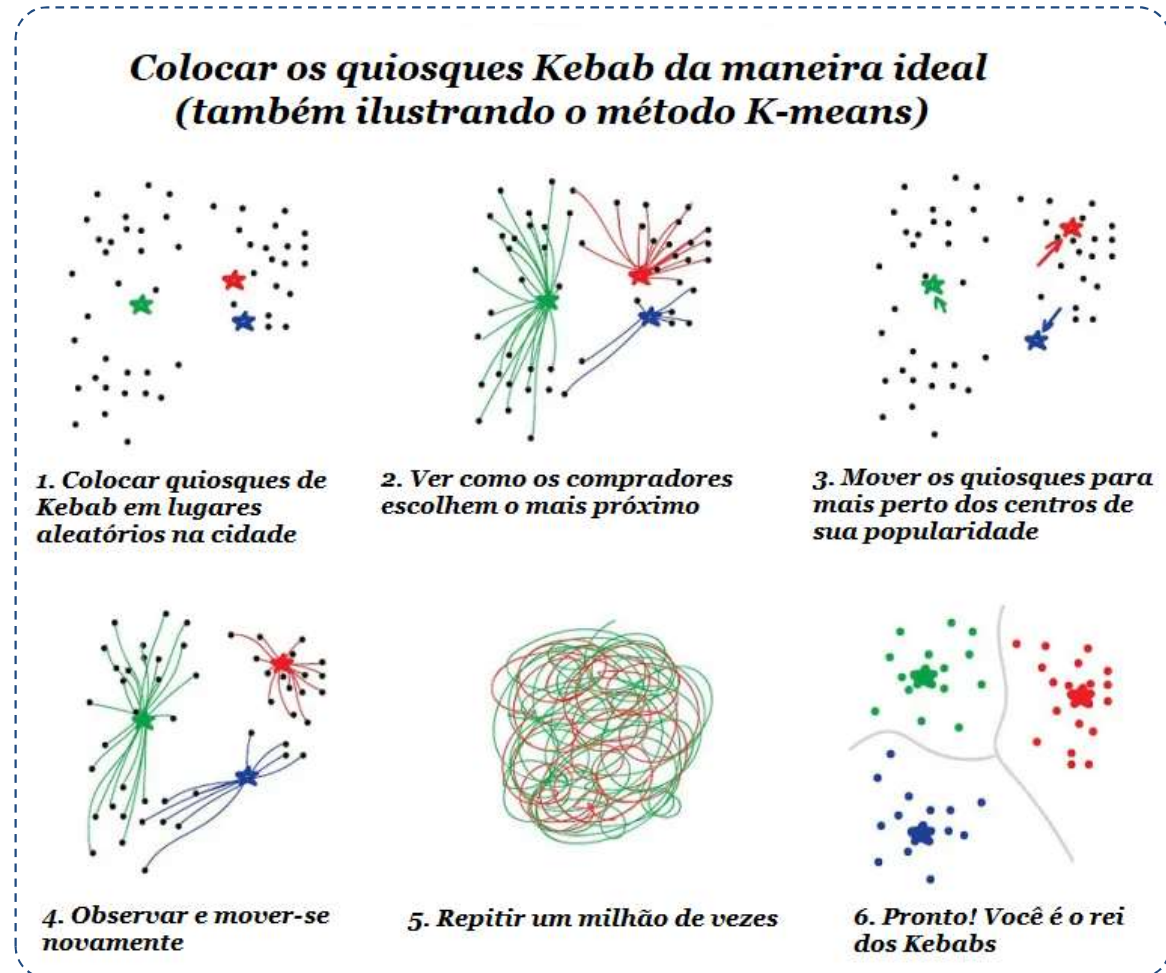 Colocar os quiosques Kebab da maneira ideal
(também ilustrando o método K-means)
1. Colocar quiosques de
Kebab em lugares
aleatórios na cidade
2. Ver como os compradores
escolhem o mais próximo
3. Mover os quiosques para
mais perto dos centros de
sua popularidade
4. Observar e mover-se
novamente
5. Repitir um milhão de vezes
6. Pronto! Você é o rei
dos Kebabs